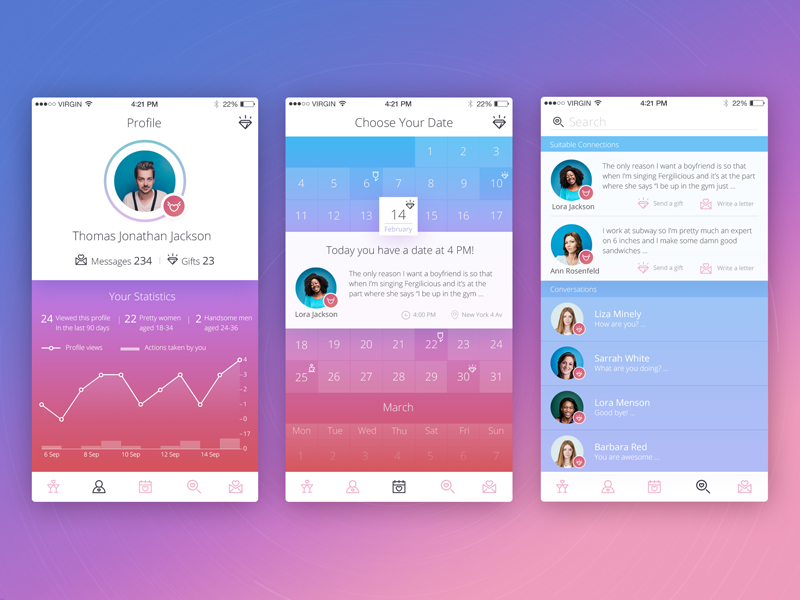 VIRGIN 4:21 PM 22%
Profile
Thomas Jonathan Jackson
Messages 234 Gifts 23
Your Statistics
24 Viewed this profile
In the last 90 days
22 Pretty women
aged 18-34
2 Handsome men
aged 24-36
Profile views Actions taken by you
4
3
2
1
0
17
0
6 Sep 8 Sep 10 Sep 12 Sep 14 Sep
VIRGIN 4:21 PM 22%
Choose Your Date
1 2 3
4 5 6 7 8 9 10
11 12 13 14 15 16 17
February
Today you have a date at 4 PM!
The only reason I want a boyfriend is so that
when I'm singing Fergilicious and it's at the
part where she says "I be up in the gym ...
Lora Jackson
4:00 PM New York 4 Av
18 19 20 21 22 23 24
25 26 27 28 29 30 31
March
Mon Tue Wed Thu Sat Fri Sun
1 2 3 4 5 6 7
VIRGIN 4:21 PM 22%
Search
Suitable Connections
The only reason I want a boyfriend is so that
when I'm singing Fergilicious and it's at the part
where she says "I be up in the gym just ...
Lora Jackson
Send a gift Write a letter
I work at subway so I'm pretty much an expert
on 6 inches and I make some damn good
sandwiches ...
Ann Rosenfeld
Send a gift Write a letter
Conversations
Liza Minely
How are you? ...
Sarrah White
What are you doing? ...
Lora Menson
Good bye! ...
Barbara Red
You are awesome ...